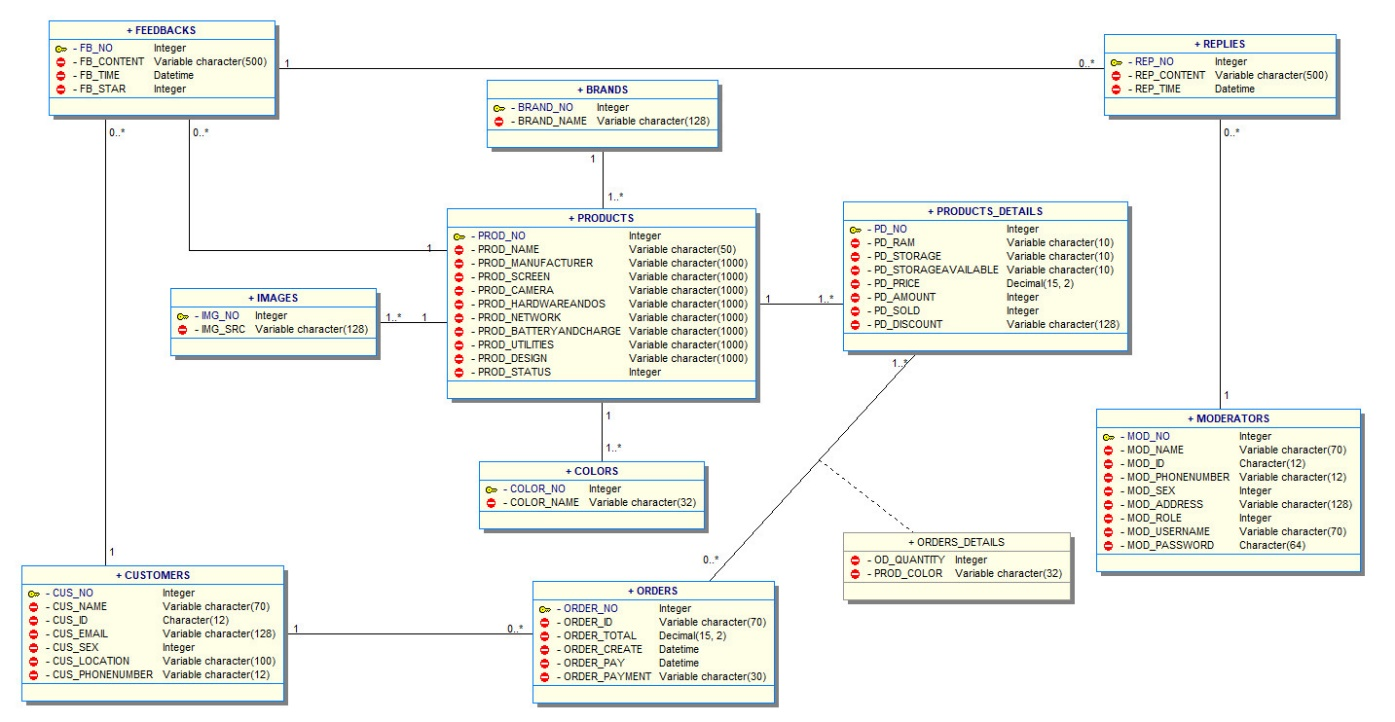 + FEEDBACKS
- FB_NO Integer
- FB_CONTENT Variable character(500)
- FB_TIME Datetime
- FB_STAR Integer
1
0..*
0..*
0..*
+ REPLIES
- REP_NO Integer
- REP_CONTENT Variable character(500)
- REP_TIME Datetime
0..*
+ BRANDS
- BRAND_NO Integer
- BRAND_NAME Variable character(128)
1
1..*
+ PRODUCTS
- PROD_NO Integer
- PROD_NAME Variable character(50)
- PROD_MANUFACTURER Variable character(1000)
- PROD_SCREEN Variable character(1000)
- PROD_CAMERA Variable character(1000)
- PROD_HARDWAREANDOS Variable character(1000)
- PROD_NETWORK Variable character(1000)
- PROD_BATTERYANDCHARGE Variable character(1000)
- PROD_UTILITIES Variable character(1000)
- PROD_DESIGN Variable character(1000)
- PROD_STATUS Integer
1
1
1..*
+ PRODUCTS_DETAILS
- PD_NO Integer
- PD_RAM Variable character(10)
- PD_STORAGE Variable character(10)
- PD_STORAGEAVAILABLE Variable character(10)
- PD_PRICE Decimal(15, 2)
- PD_AMOUNT Integer
- PD_SOLD Integer
- PD_DISCOUNT Variable character(128)
1..*
+ IMAGES
- IMG_NO Integer
- IMG_SRC Variable character(128)
1..*
1
1
1..*
+ COLORS
- COLOR_NO Integer
- COLOR_NAME Variable character(32)
1
+ MODERATORS
- MOD_NO Integer
- MOD_NAME Variable character(70)
- MOD_ID Character(12)
- MOD_PHONENUMBER Variable character(12)
- MOD_SEX Integer
- MOD_ADDRESS Variable character(128)
- MOD_ROLE Integer
- MOD_USERNAME Variable character(70)
- MOD_PASSWORD Character(64)
+ ORDERS_DETAILS
- OD_QUANTITY Integer
- PROD_COLOR Variable character(32)
1
+ CUSTOMERS
- CUS_NO Integer
- CUS_NAME Variable character(70)
- CUS_ID Character(12)
- CUS_EMAIL Variable character(128)
- CUS_SEX Integer
- CUS_LOCATION Variable character(100)
- CUS_PHONENUMBER Variable character(12)
1
0..*
0..*
+ ORDERS
- ORDER_NO Integer
- ORDER_ID Variable character(70)
- ORDER_TOTAL Decimal(15, 2)
- ORDER_CREATE Datetime
- ORDER_PAY Datetime
- ORDER_PAYMENT Variable character(30)